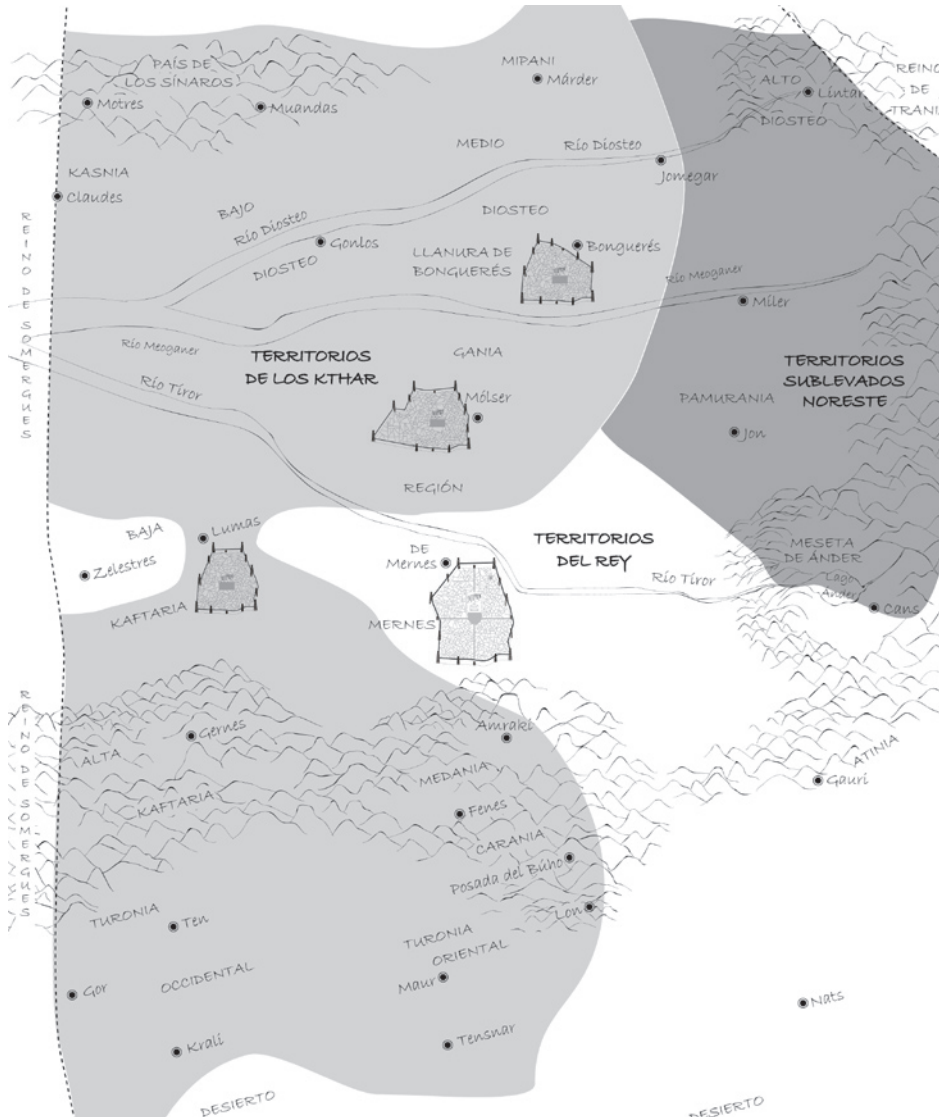 PAÍS DE
LOS SÍNAROS
Motres
Muandas
MIPANI
Márder
ALTO
Lintar
DIOSTEO
REINO
DE
TRANIA
KASNIA
Claudes
MEDIO
Río Diosteo
Jomegar
BAJO
Río Diosteo
DIOSTEO
Gonlos
DIOSTEO
LLANURA DE
BONGUERÉS
Bonguerés
Río Meoganer
Míler
REINO DE SOMERGUES
Río Meoganer
Río Tíror
TERRITORIOS
DE LOS KTHAR
GANIA
Mólser
TERRITORIOS
SUBLEVADOS
NORESTE
PAMURANIA
Jon
REGIÓN
BAJA
Lumas
Zelestres
KAFTARIA
DE
Mernes
MERNES
TERRITORIOS
DEL REY
Río Tíror
MESETA
DE ÁNDER
Lago
Ánder
Cans
REINO DE SOMERGUES
Gernes
ALTA
KAFTARIA
Amraki
MEDANIA
Fenes
CARANIA
Posada del Búho
Lon
ATINIA
Gauri
TURONIA
Ten
OCCIDENTAL
Gor
Krali
TURONIA
ORIENTAL
Maur
Tensnar
Nats
DESIERTO
DESIERTO